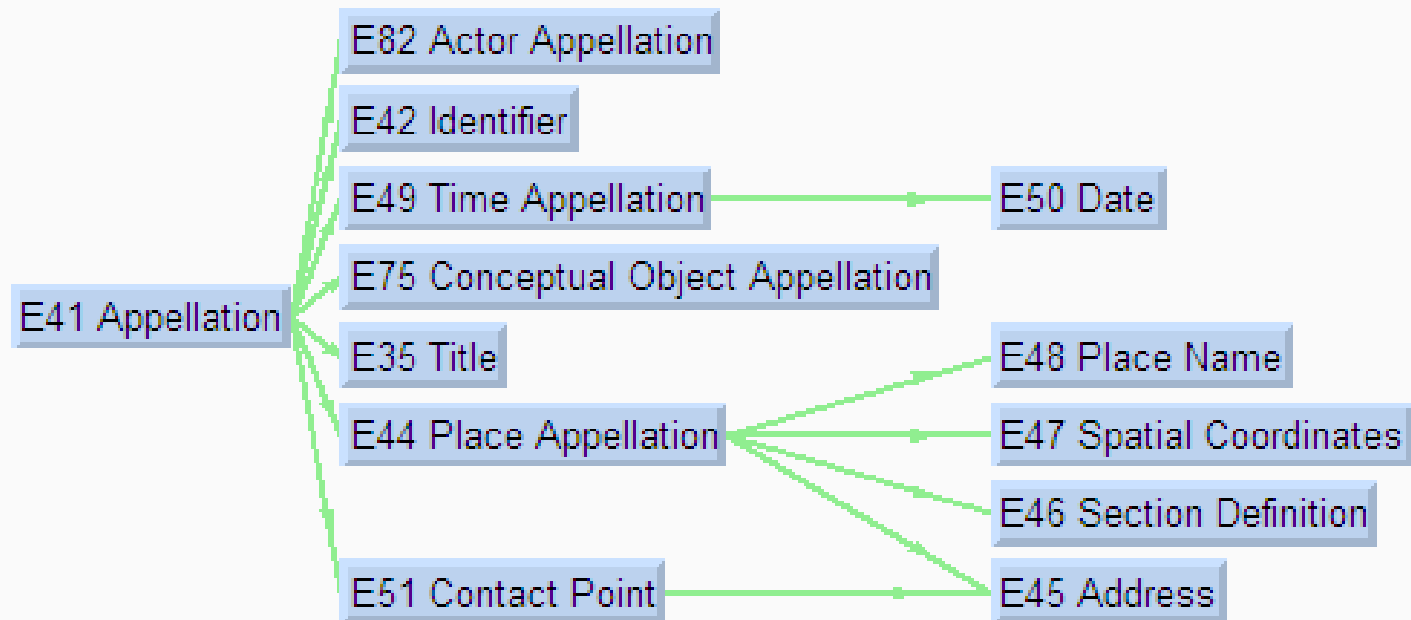 E82 Actor Appellation
E42 Identifier
E49 Time Appellation
E50 Date
E75 Conceptual Object Appellation
E41 Appellation
E35 Title
E48 Place Name
E44 Place Appellation
E47 Spatial Coordinates
E46 Section Definition
E51 Contact Point
E45 Address